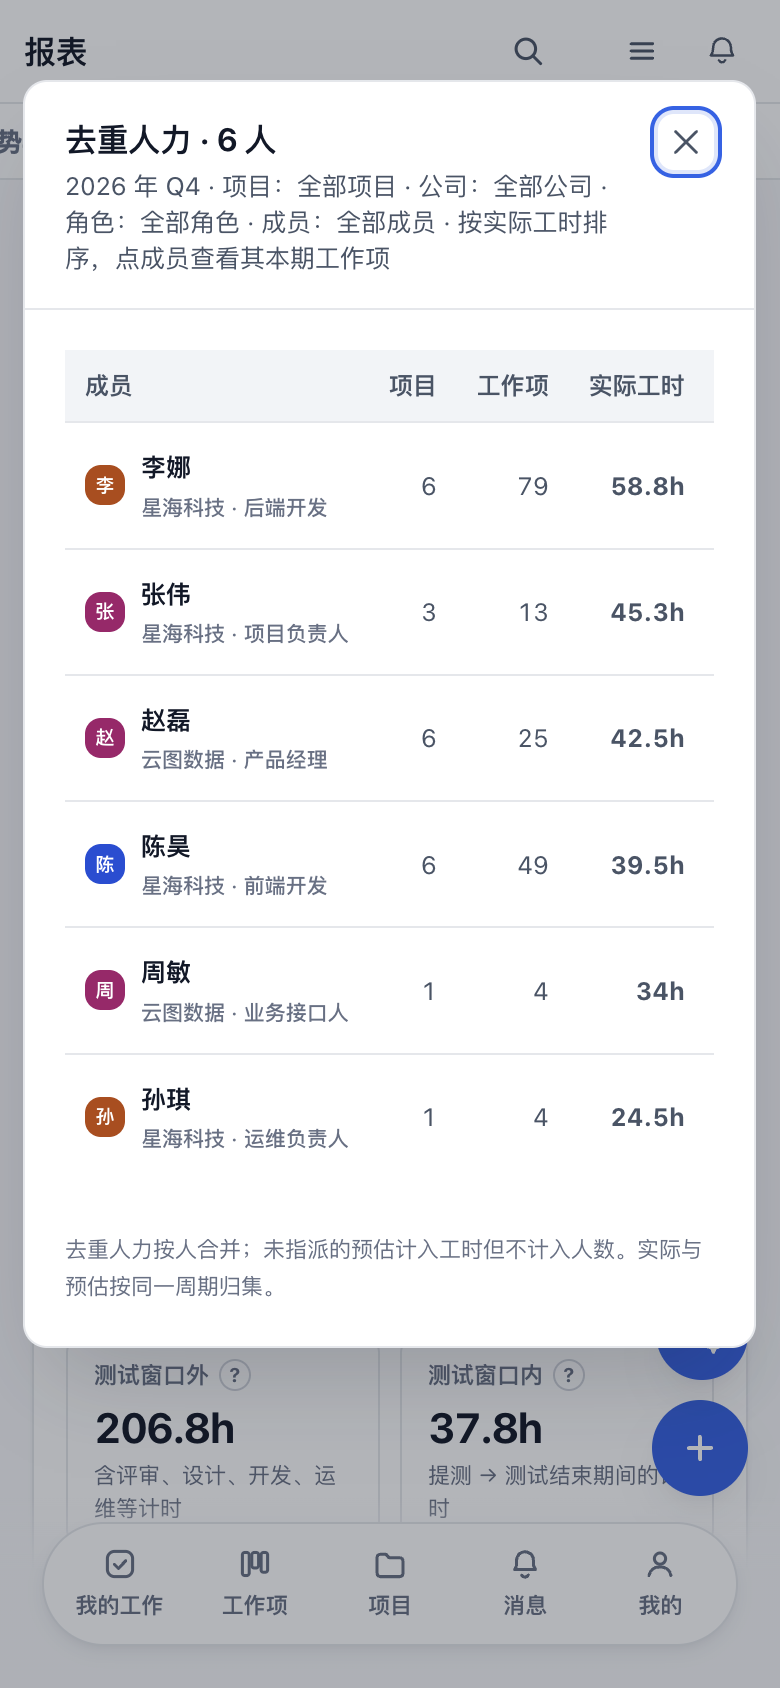 报表
势
去重人力 · 6 人
2026 年 Q4 · 项目：全部项目 · 公司：全部公司 ·
角色：全部角色 · 成员：全部成员 · 按实际工时排
序，点成员查看其本期工作项
成员 项目 工作项 实际工时
李 李娜 6 79 58.8h
星海科技 · 后端开发
张 张伟 3 13 45.3h
星海科技 · 项目负责人
赵 赵磊 6 25 42.5h
云图数据 · 产品经理
陈 陈昊 6 49 39.5h
星海科技 · 前端开发
周 周敏 1 4 34h
云图数据 · 业务接口人
孙 孙琪 1 4 24.5h
星海科技 · 运维负责人
去重人力按人合并；未指派的预估计入工时但不计入人数。实际与
预估按同一周期归集。
测试窗口外 ? 测试窗口内 ?
206.8h 37.8h
含评审、设计、开发、运 提测 → 测试结束期间的
维等计时 时
我的工作 工作项 项目 消息 我的